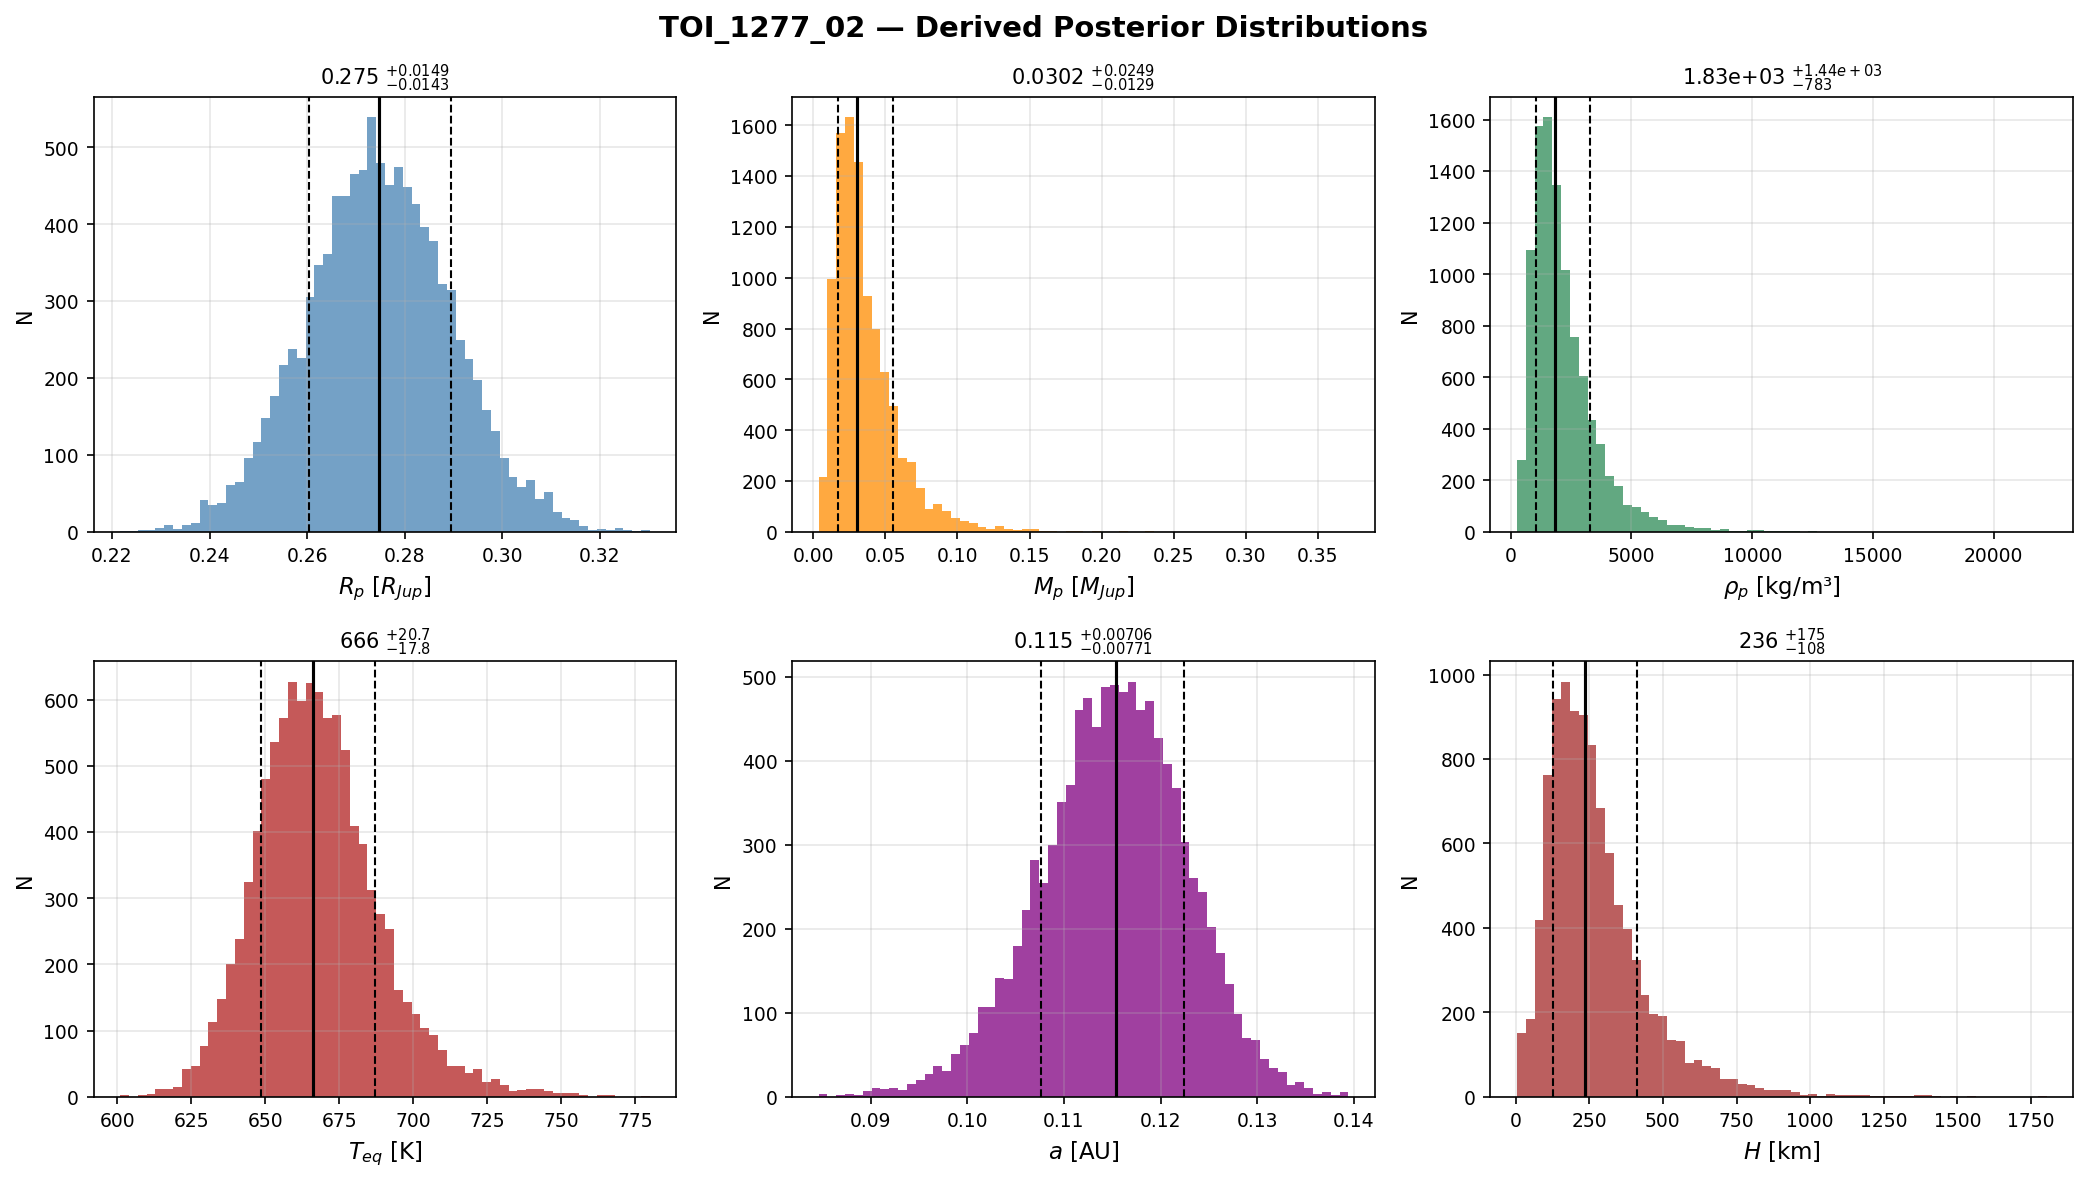 TOI_1277_02 — Derived Posterior Distributions
0.275 +0.0149 −0.0143
N
0 100 200 300 400 500
0.22 0.24 0.26 0.28 0.30 0.32
Rp [RJup]
0.0302 +0.0249 −0.0129
N
0 200 400 600 800 1000 1200 1400 1600
0.00 0.05 0.10 0.15 0.20 0.25 0.30 0.35
Mp [MJup]
1.83e+03 +1.44e+03 −783
N
0 200 400 600 800 1000 1200 1400 1600
0 5000 10000 15000 20000
ρp [kg/m³]
666 +20.7 −17.8
N
0 100 200 300 400 500 600
600 625 650 675 700 725 750 775
Teq [K]
0.115 +0.00706 −0.00771
N
0 100 200 300 400 500
0.09 0.10 0.11 0.12 0.13 0.14
a [AU]
236 +175 −108
N
0 200 400 600 800 1000
0 250 500 750 1000 1250 1500 1750
H [km]